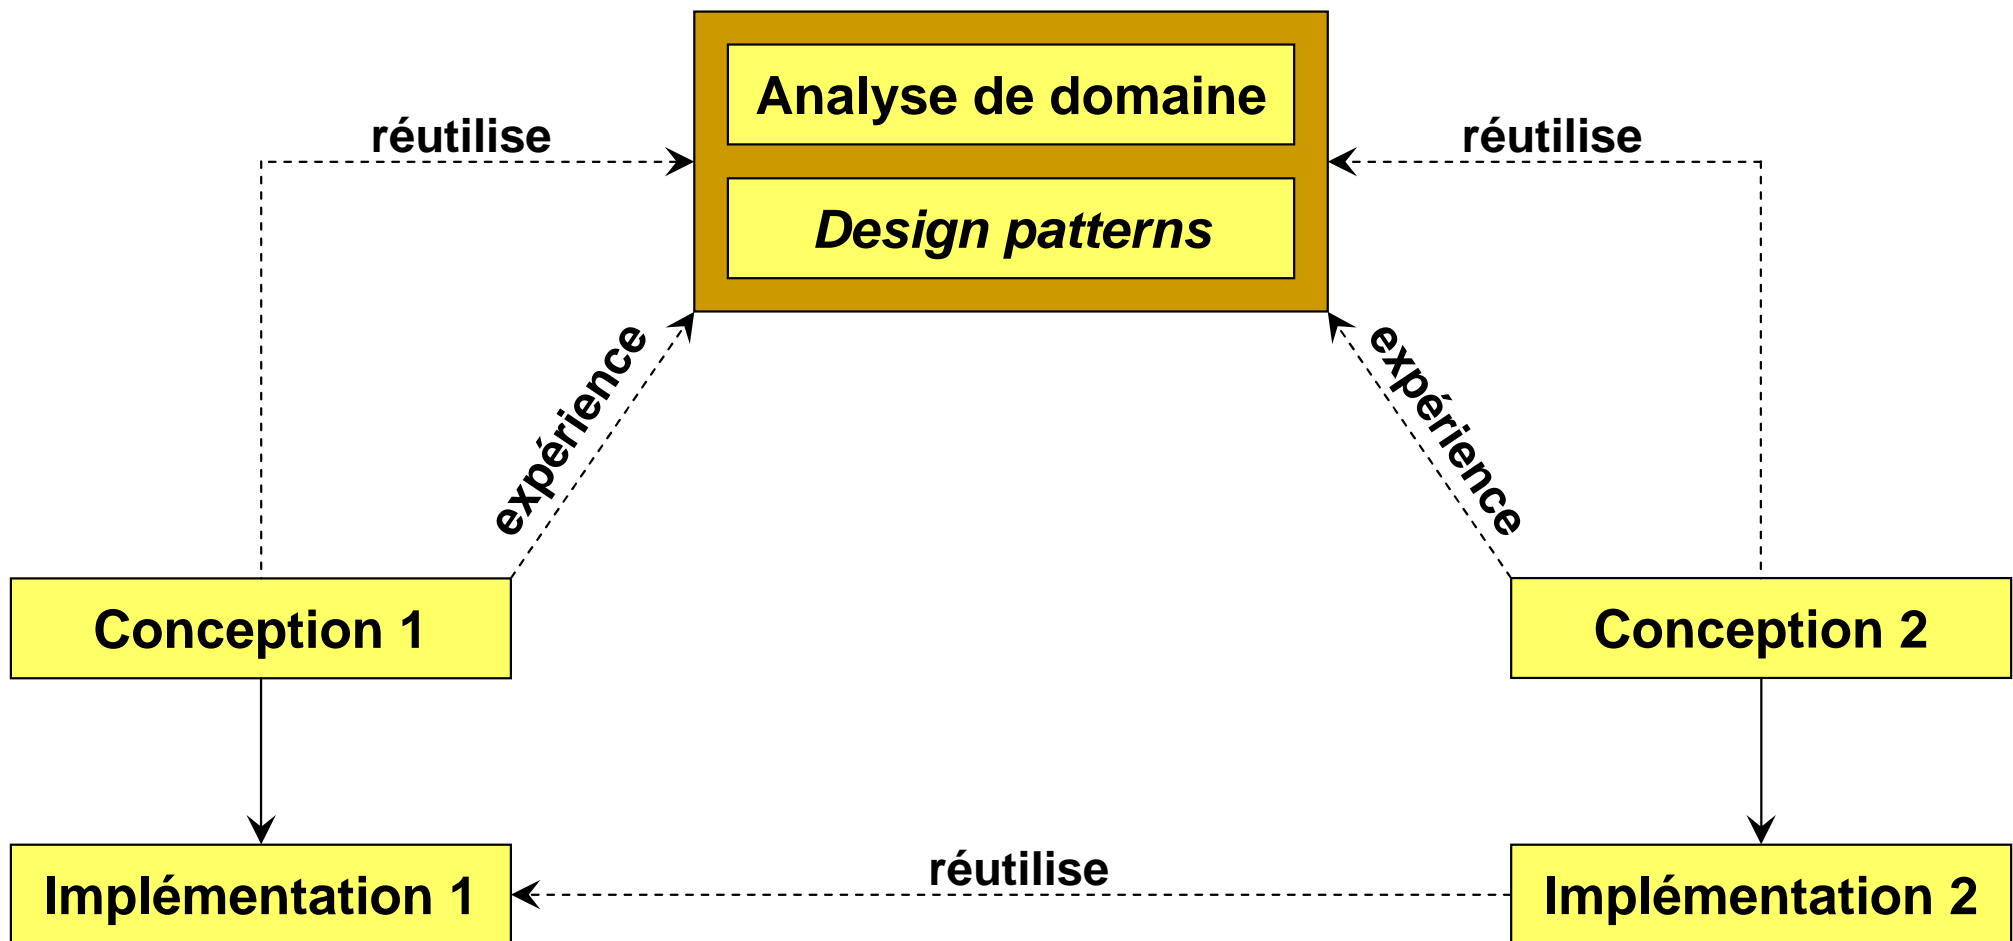 Analyse de domaine
réutilise
réutilise
Design patterns
expérience
expérience
Conception 1
Conception 2
réutilise
Implémentation 1
Implémentation 2